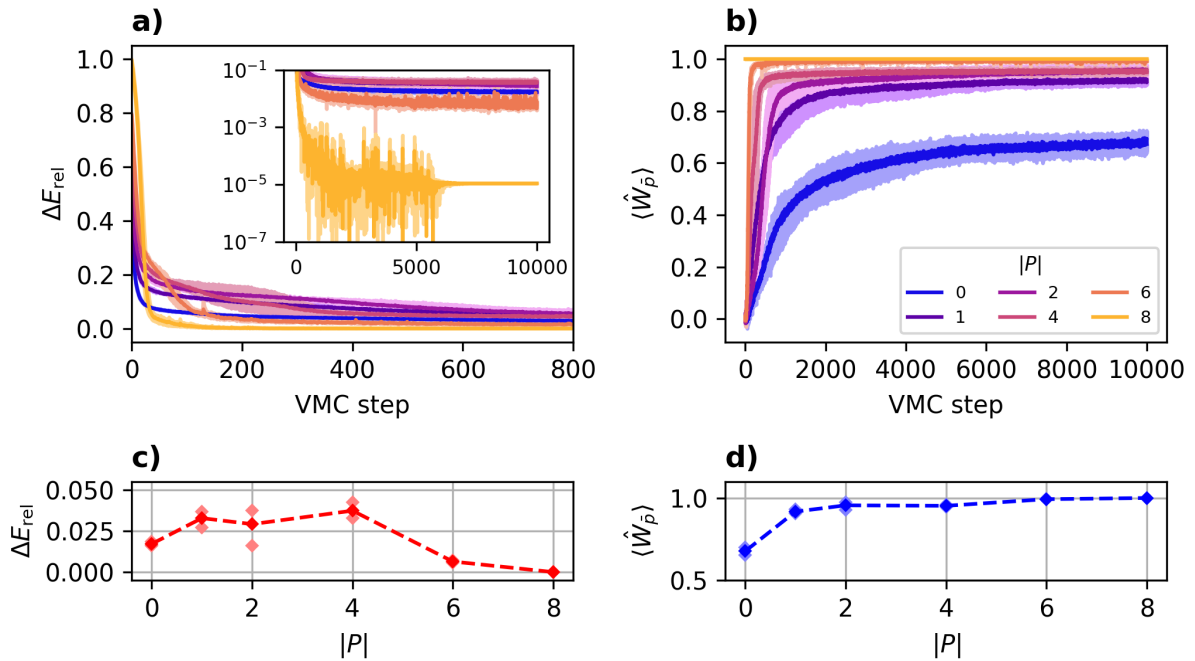 a)
ΔE_rel
1.0
0.8
0.6
0.4
0.2
0.0
0 200 400 600 800
VMC step
10⁻¹
10⁻³
10⁻⁵
10⁻⁷
0 5000 10000
b)
⟨Ŵ_p̄⟩
1.0
0.8
0.6
0.4
0.2
0.0
0 2000 4000 6000 8000 10000
VMC step
|P|
0 2 6
1 4 8
c)
ΔE_rel
0.050
0.025
0.000
0 2 4 6 8
|P|
d)
⟨Ŵ_p̄⟩
1.0
0.5
0 2 4 6 8
|P|